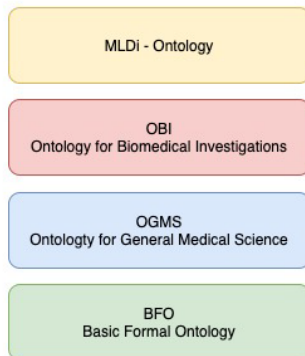 MLDi - Ontology
OBI
Ontology for Biomedical Investigations
OGMS
Ontologty for General Medical Science
BFO
Basic Formal Ontology